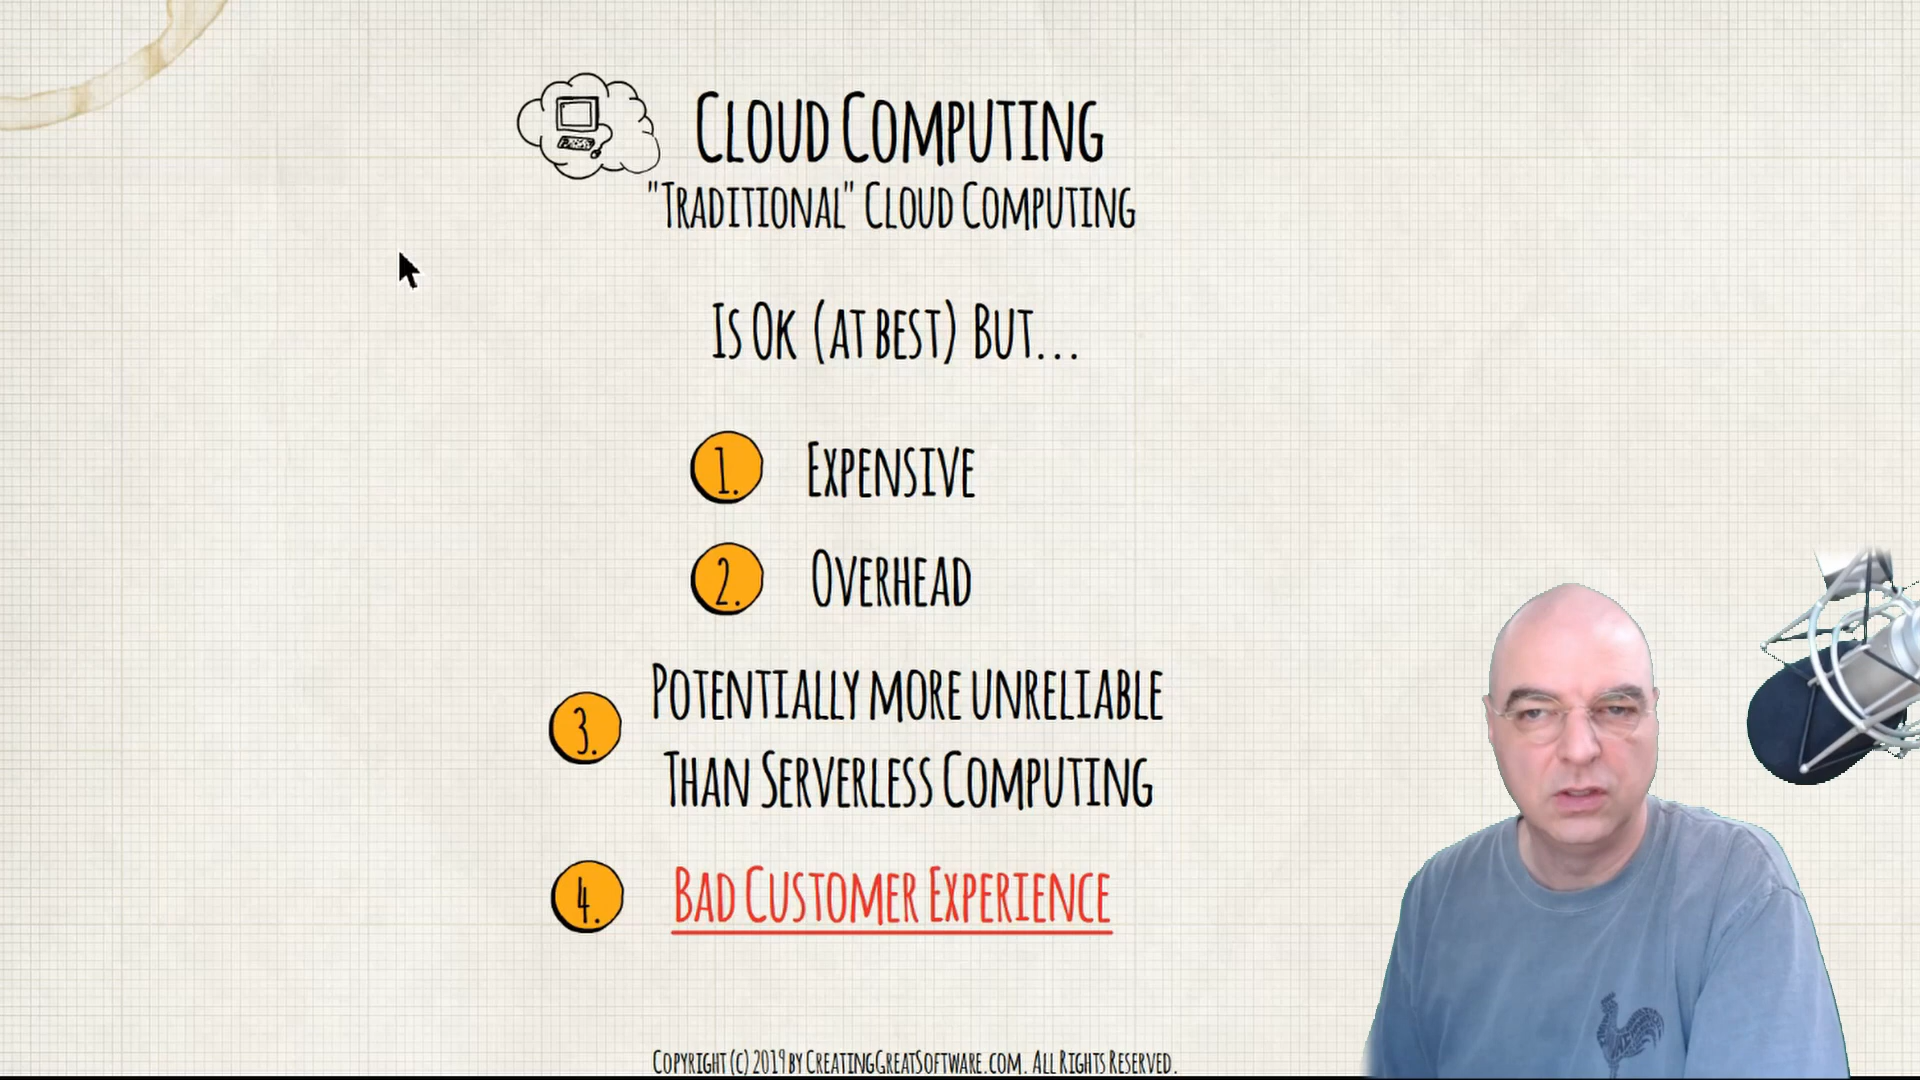 Cloud Computing
"Traditional" Cloud Computing
Is Ok (at best) But...
1. Expensive
2. Overhead
3. Potentially more unreliable
Than Serverless Computing
4. Bad Customer Experience
Copyright (c) 2019 by CreatingGreatSoftware.com. All Rights Reserved.